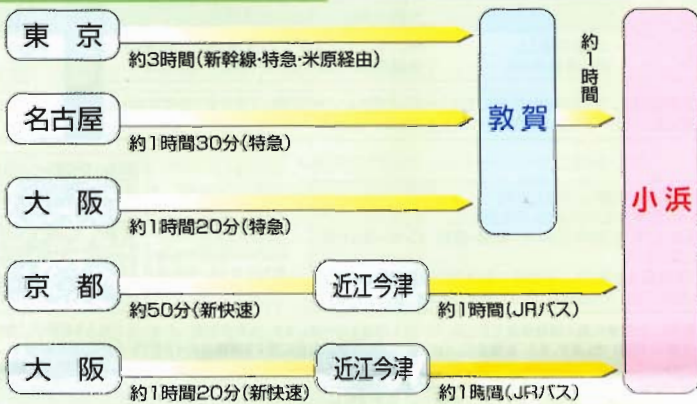 東京
約3時間(新幹線・特急・米原経由)
名古屋
約1時間30分(特急)
大阪
約1時間20分(特急)
敦賀
約1時間
小浜
京都
約50分(新快速)
近江今津
約1時間(JRバス)
大阪
約1時間20分(新快速)
近江今津
約1時間(JRバス)